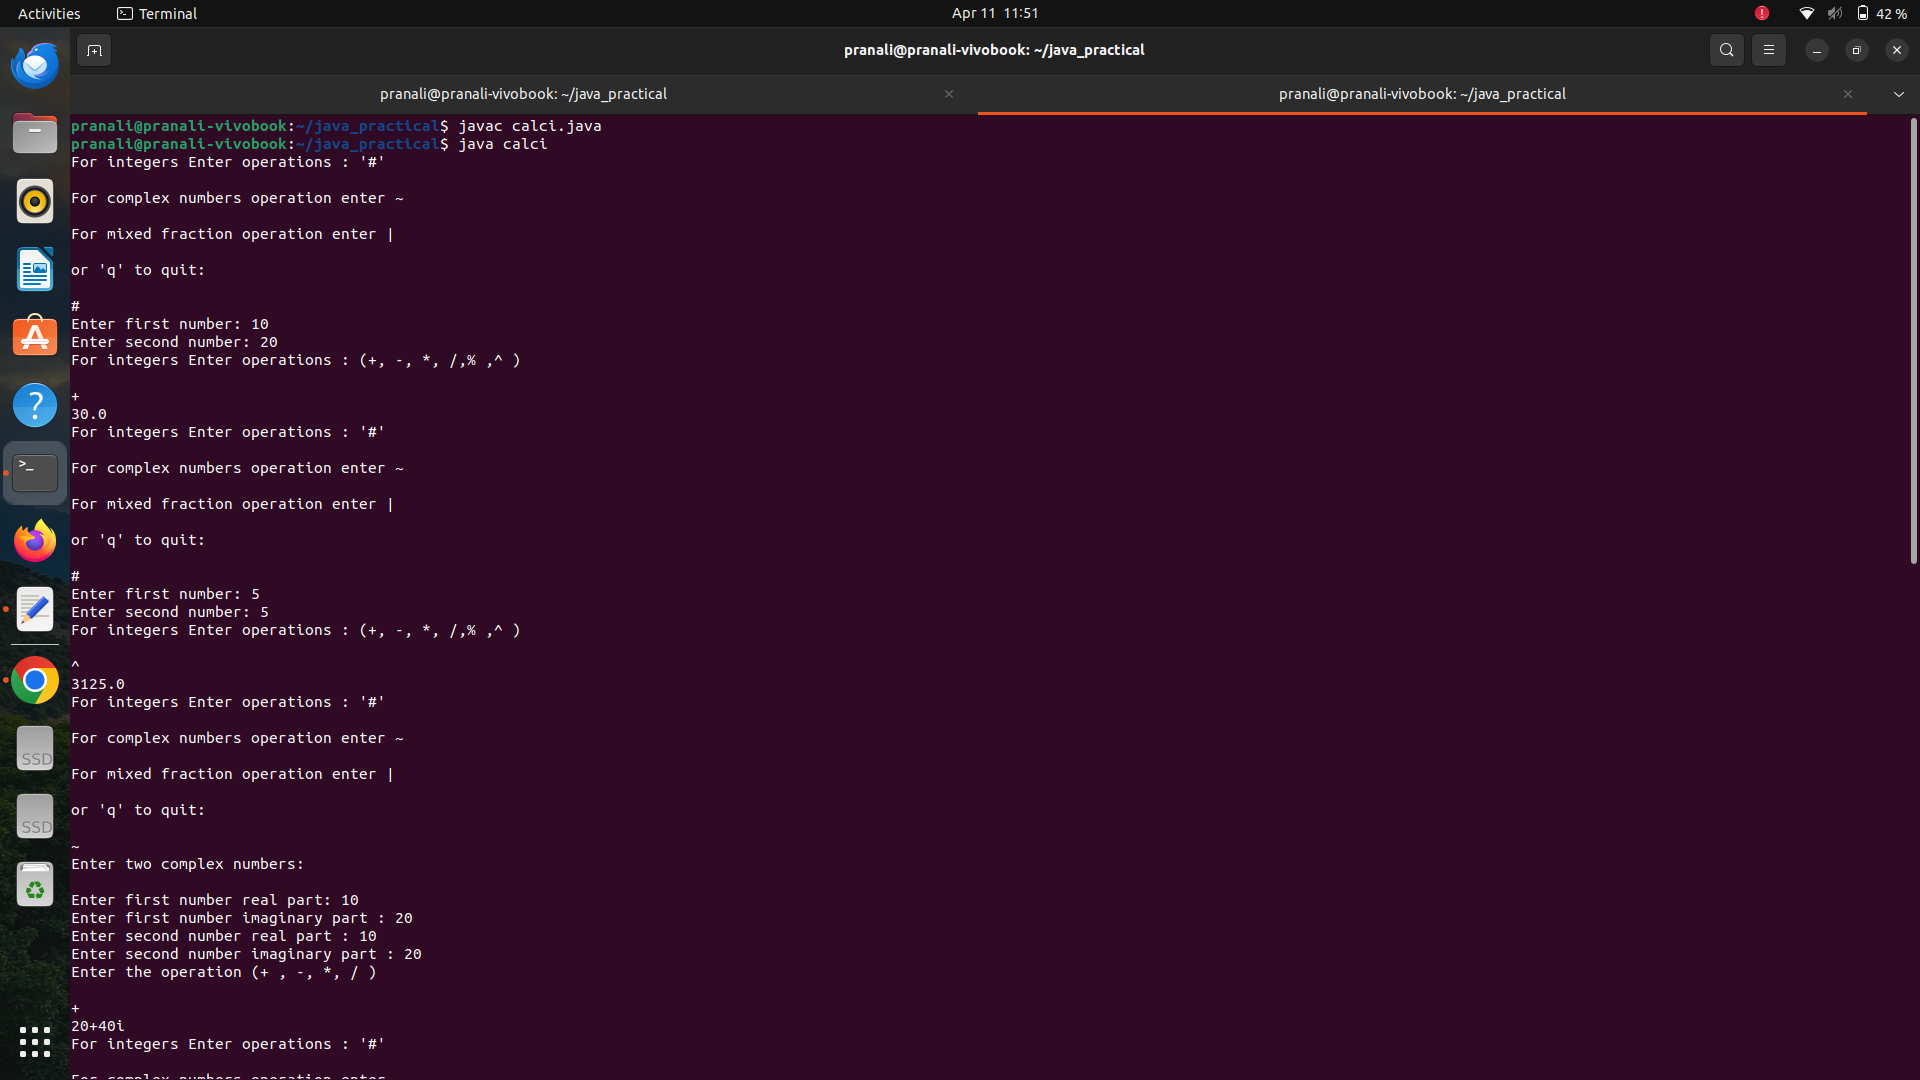 Activities
Terminal
Apr 11 11:51
42 %
pranali@pranali-vivobook: ~/java_practical
pranali@pranali-vivobook: ~/java_practical
pranali@pranali-vivobook: ~/java_practical
pranali@pranali-vivobook:~/java_practical$ javac calci.java
pranali@pranali-vivobook:~/java_practical$ java calci
For integers Enter operations : '#'
For complex numbers operation enter ~
For mixed fraction operation enter |
or 'q' to quit:
#
Enter first number: 10
Enter second number: 20
For integers Enter operations : (+, -, *, /,% ,^ )
+
30.0
For integers Enter operations : '#'
For complex numbers operation enter ~
For mixed fraction operation enter |
or 'q' to quit:
#
Enter first number: 5
Enter second number: 5
For integers Enter operations : (+, -, *, /,% ,^ )
^
3125.0
For integers Enter operations : '#'
For complex numbers operation enter ~
For mixed fraction operation enter |
or 'q' to quit:
~
Enter two complex numbers:
Enter first number real part: 10
Enter first number imaginary part : 20
Enter second number real part : 10
Enter second number imaginary part : 20
Enter the operation (+ , -, *, / )
+
20+40i
For integers Enter operations : '#'
For complex numbers operation enter
SSD
SSD